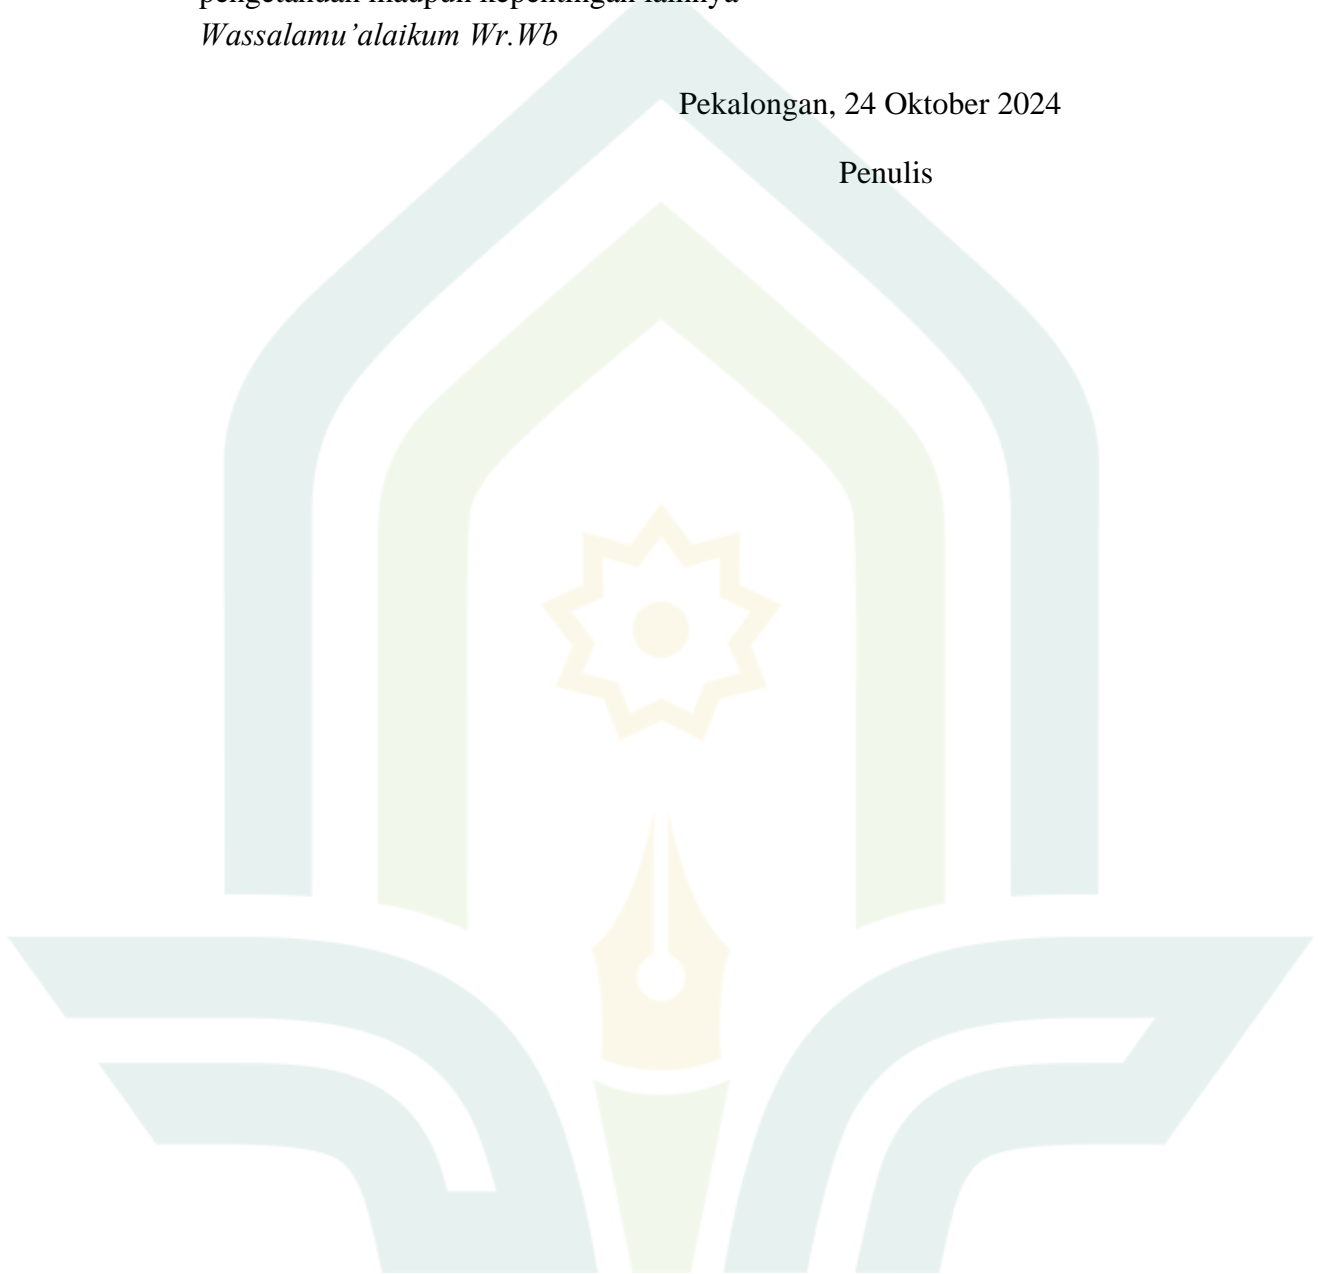 pengetahuan maupun kepentingan lainnya
Wassalamu’alaikum Wr.Wb
Pekalongan, 24 Oktober 2024
Penulis